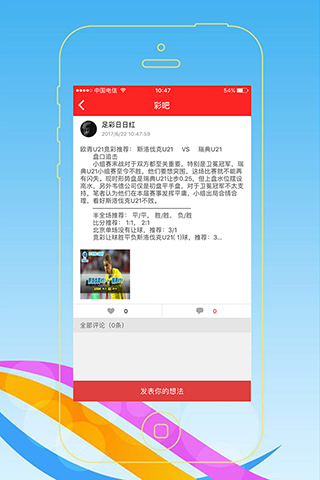 中国电信
10:47
52%
彩吧
足彩日日红
2017/6/22 10:47:59
欧青U21竞彩推荐：斯洛伐克U21 VS 瑞典U21
盘口追击
小组赛末战对于双方都至关重要，特别是卫冕冠军，瑞
典U21小组赛至今不胜，他们要想突围，这场比赛就不能再
有闪失。现时形势盘是瑞典U21让步0.25，但上盘水位摆设
高水，另外韦德公司仅是初盘平手盘，对于卫冕冠军不太支
持，笔者认为他们在本届赛事发挥平庸，小组出局合情合
理，看好斯洛伐克U21不败。
半全场推荐： 平/平， 胜/胜， 负/胜
比分推荐： 1:1， 2:1
北京单场没有让球，推荐：3/1
竞彩让球胜平负斯洛伐克U21( 1)球，推荐：3...
0
0
全部评论（0条）
发表你的想法